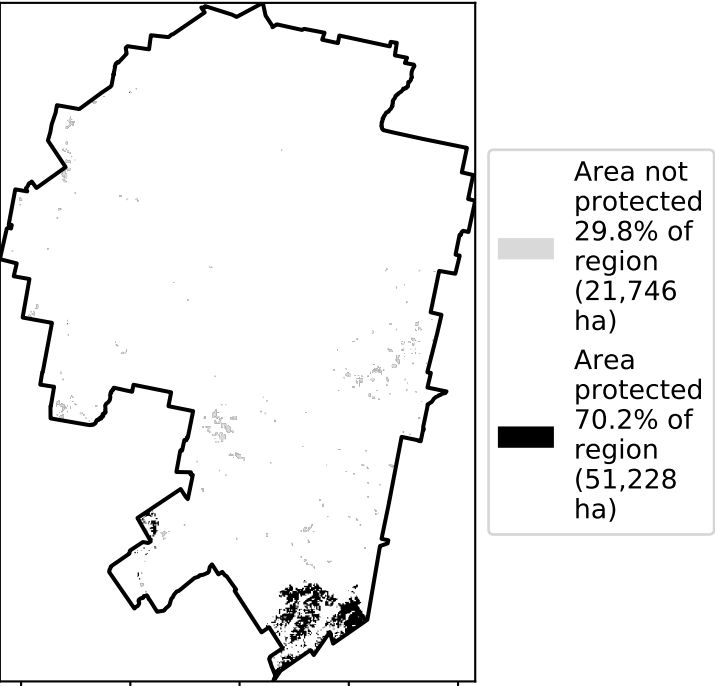 Area not
protected
29.8% of
region
(21,746
ha)
Area
protected
70.2% of
region
(51,228
ha)